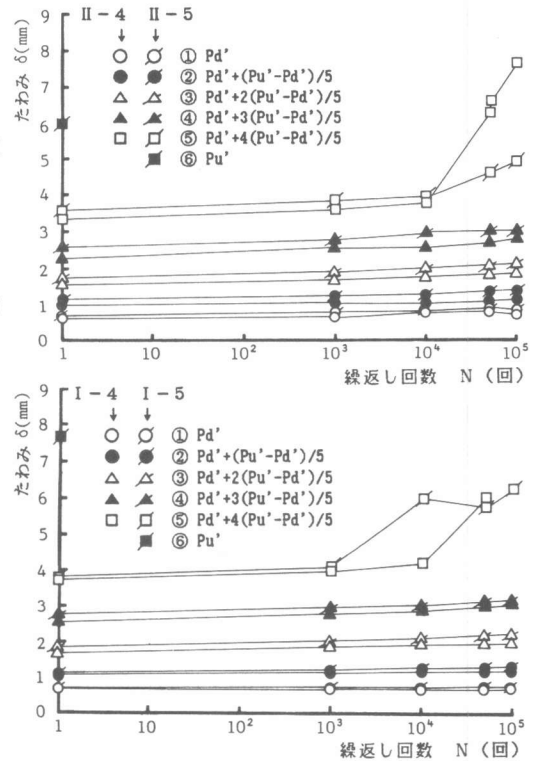 II-4 II-5
たわみ δ(mm)
9
8
7
6
5
4
3
2
1
0
① Pd'
② Pd'+(Pu'-Pd')/5
③ Pd'+2(Pu'-Pd')/5
④ Pd'+3(Pu'-Pd')/5
⑤ Pd'+4(Pu'-Pd')/5
⑥ Pu'
1 10 10² 10³ 10⁴ 10⁵
繰返し回数 N (回)
I-4 I-5
たわみ δ(mm)
9
8
7
6
5
4
3
2
1
0
① Pd'
② Pd'+(Pu'-Pd')/5
③ Pd'+2(Pu'-Pd')/5
④ Pd'+3(Pu'-Pd')/5
⑤ Pd'+4(Pu'-Pd')/5
⑥ Pu'
1 10 10² 10³ 10⁴ 10⁵
繰返し回数 N (回)